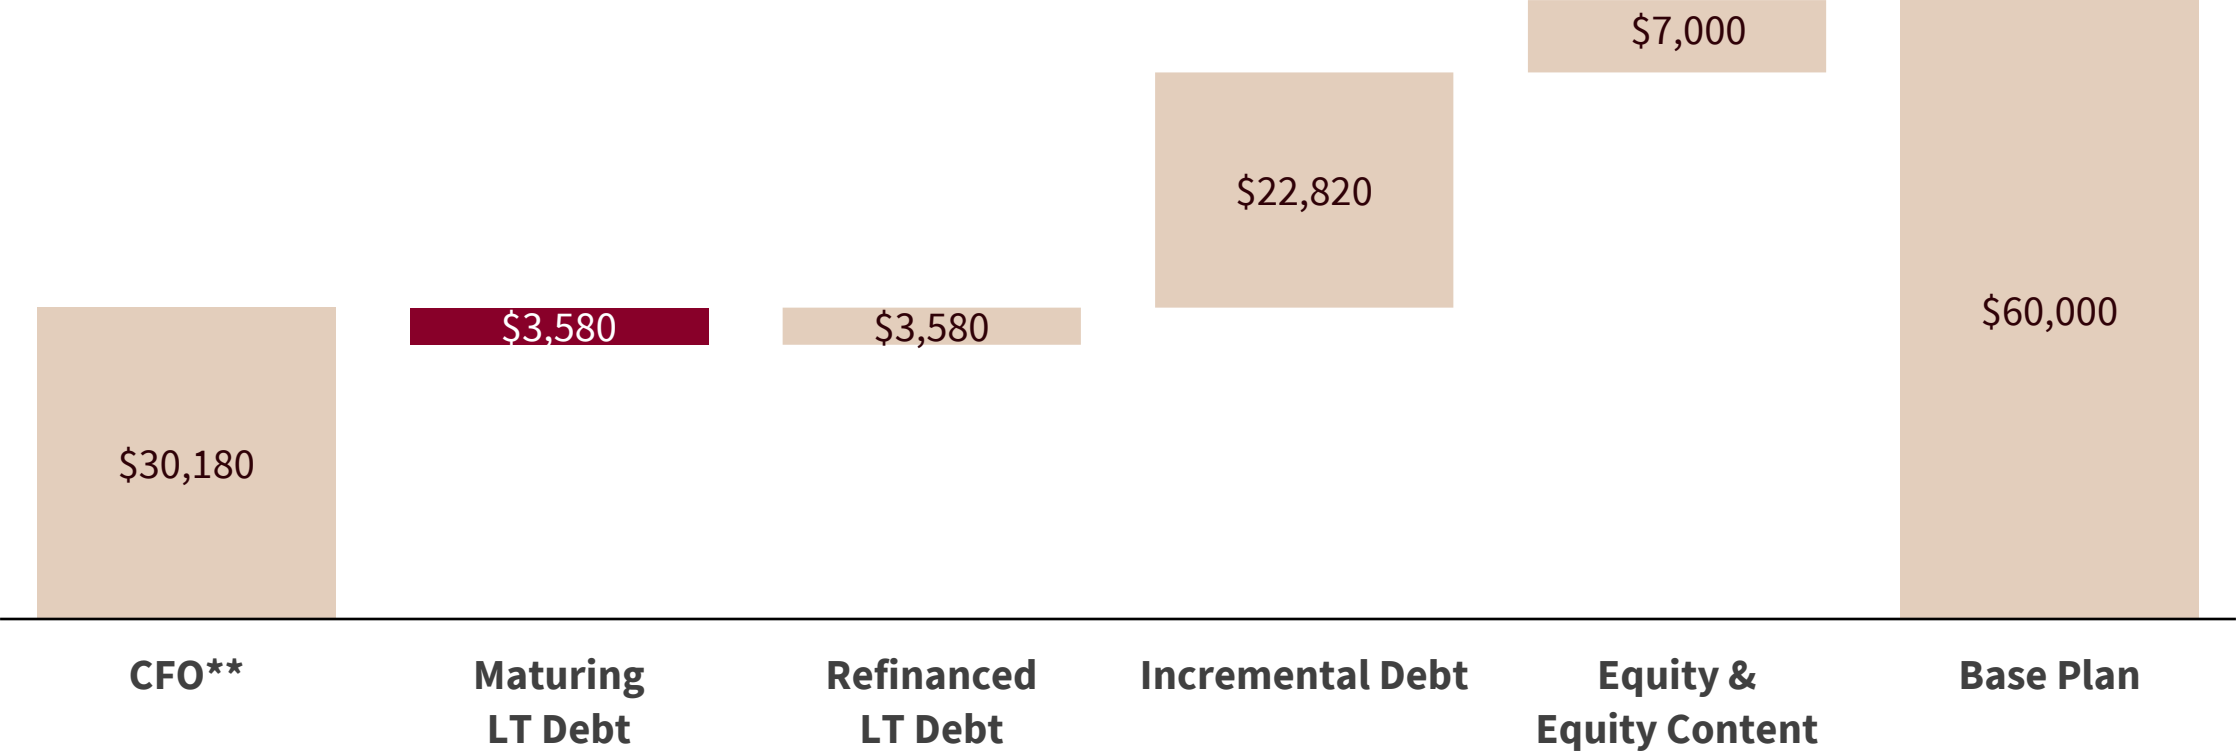 $7,000
$22,820
$60,000
$3,580
$3,580
$30,180
CFO**
Maturing
LT Debt
Refinanced
LT Debt
Incremental Debt
Equity &
Equity Content
Base Plan